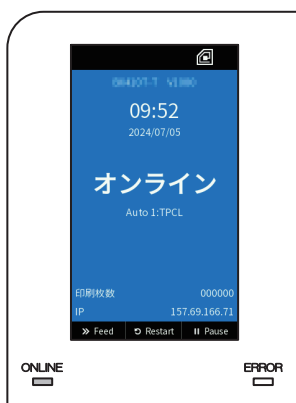 09:52
2024/07/05
オンライン
Auto 1:TPCL
印刷枚数 000000
IP 157.69.166.71
Feed Restart Pause
ONLINE ERROR